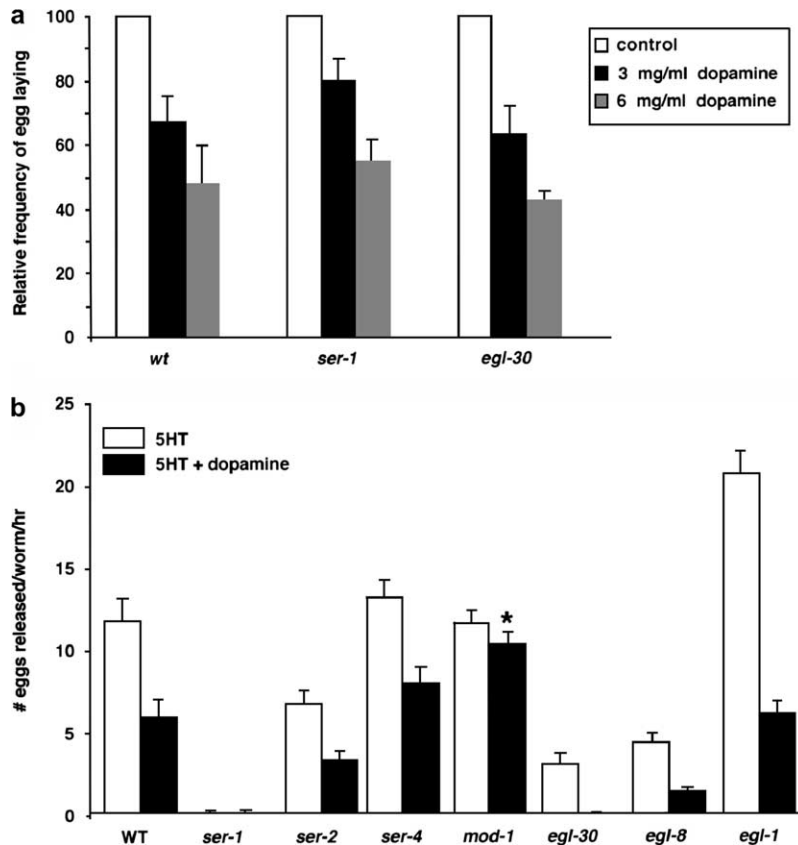 a
Relative frequency of egg laying
100
80
60
40
20
0
wt ser-1 egl-30
control
3 mg/ml dopamine
6 mg/ml dopamine
b
# eggs released/worm/hr
25
20
15
10
5
0
5HT
5HT + dopamine
*
WT ser-1 ser-2 ser-4 mod-1 egl-30 egl-8 egl-1